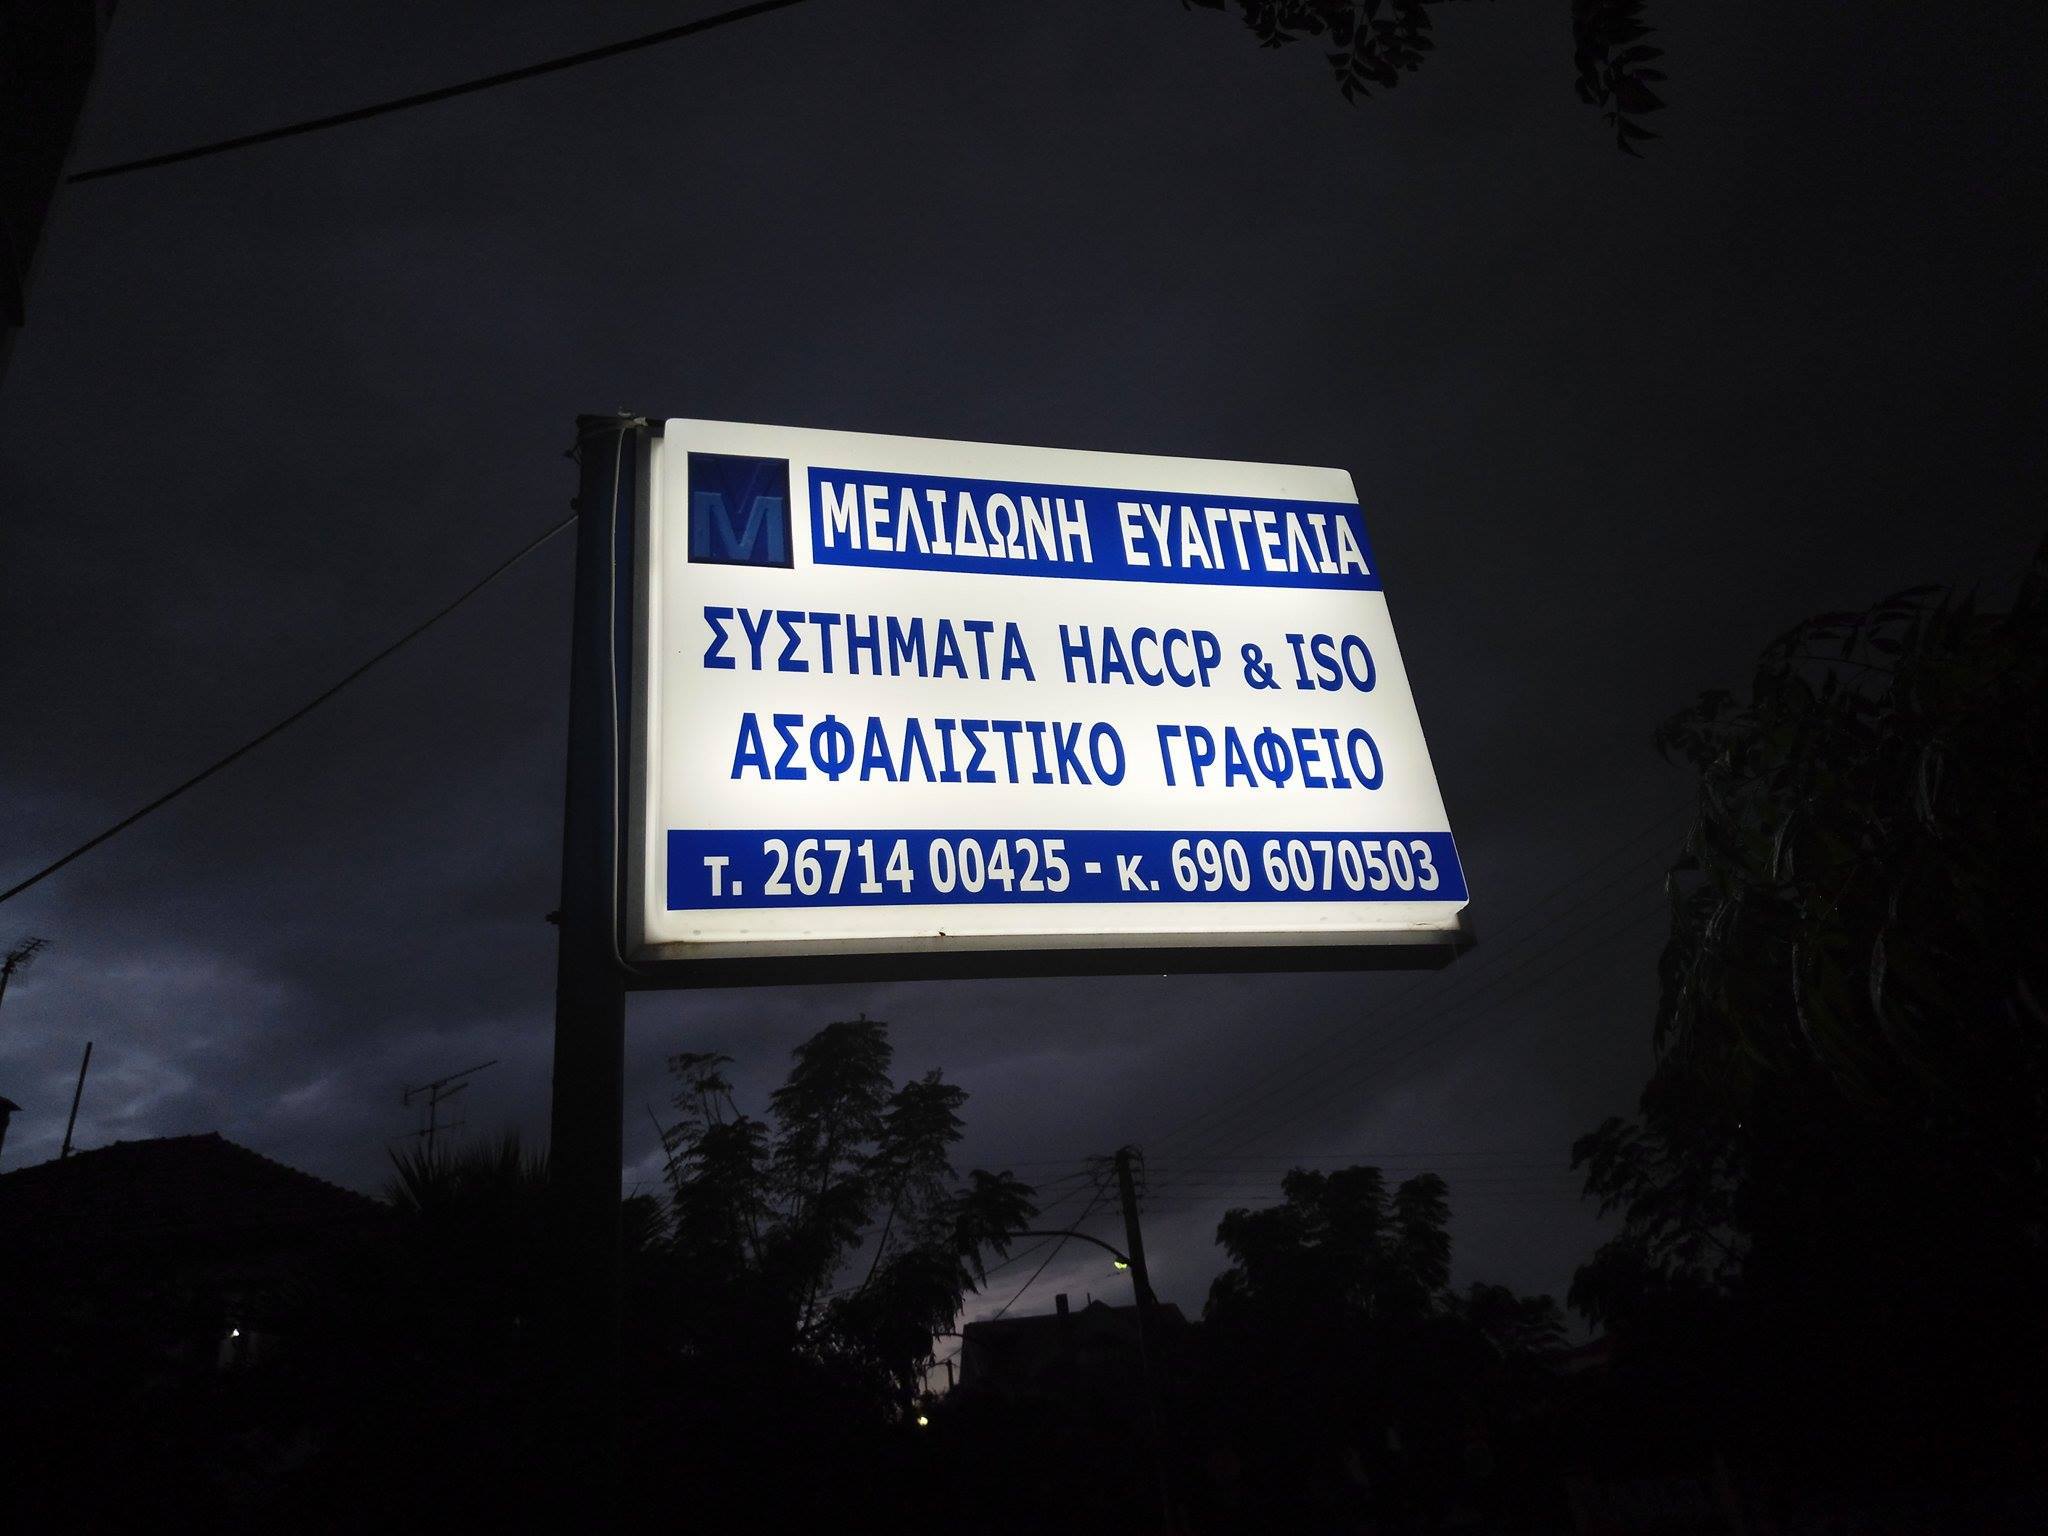 M
ΜΕΛΙΔΩΝΗ ΕΥΑΓΓΕΛΙΑ
ΣΥΣΤΗΜΑΤΑ HACCP & ISO
ΑΣΦΑΛΙΣΤΙΚΟ ΓΡΑΦΕΙΟ
τ. 26714 00425 - κ. 690 6070503